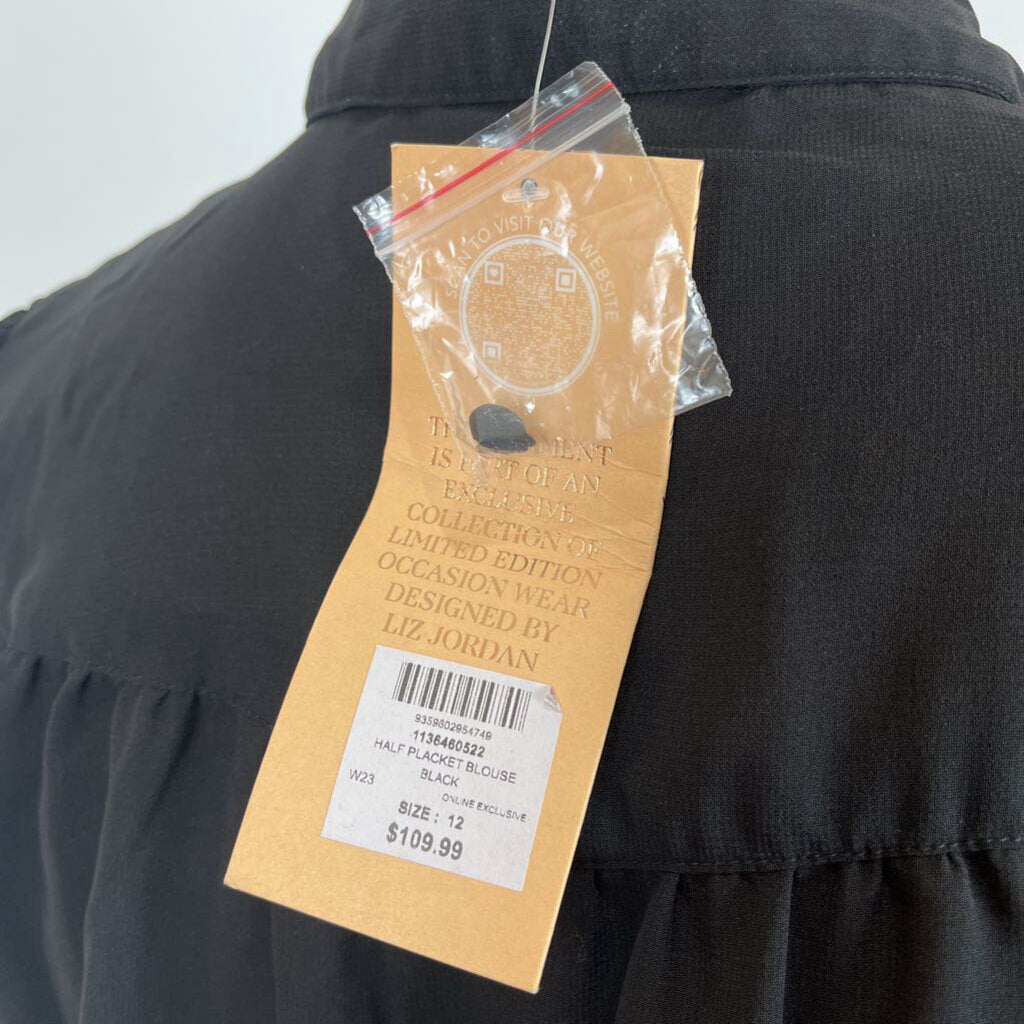 SCAN TO VISIT OUR WEBSITE
IS PART OF AN
EXCLUSIVE
COLLECTION OF
LIMITED EDITION
OCCASION WEAR
DESIGNED BY
LIZ JORDAN
9359602954749
1136460522
HALF PLACKET BLOUSE
W23 BLACK
ONLINE EXCLUSIVE
SIZE : 12
$109.99